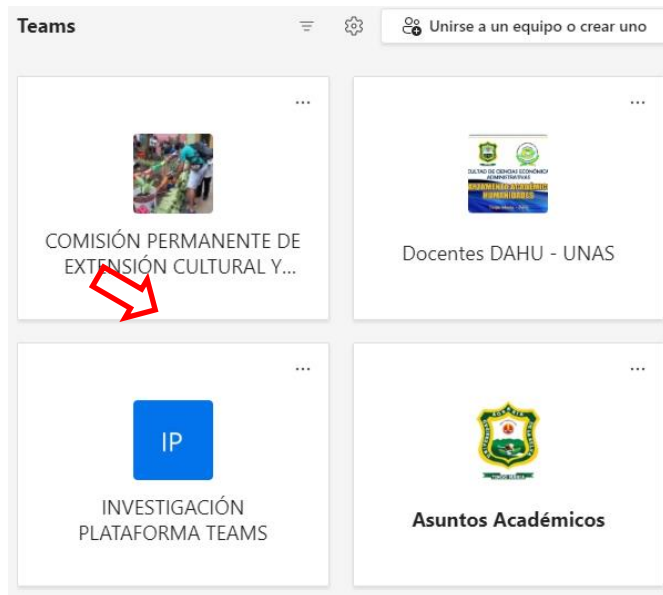 Teams
Unirse a un equipo o crear uno
COMISIÓN PERMANENTE DE
EXTENSIÓN CULTURAL Y...
Docentes DAHU - UNAS
IP
INVESTIGACIÓN
PLATAFORMA TEAMS
Asuntos Académicos